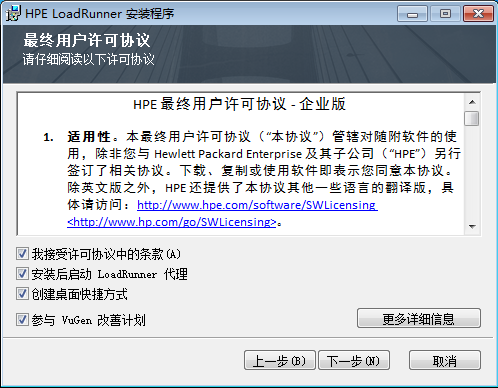 HPE LoadRunner 安装程序
最终用户许可协议
请仔细阅读以下许可协议
HPE 最终用户许可协议 - 企业版
1. 适用性。本最终用户许可协议（“本协议”）管辖对随附软件的使
用，除非您与 Hewlett Packard Enterprise 及其子公司（“HPE”）另行
签订了相关协议。下载、复制或使用软件即表示您同意本协议。
除英文版之外，HPE 还提供了本协议其他一些语言的翻译版，具
体请访问：http://www.hpe.com/software/SWLicensing
<http://www.hp.com/go/SWLicensing>。
我接受许可协议中的条款(A)
安装后启动 LoadRunner 代理
创建桌面快捷方式
参与 VuGen 改善计划
更多详细信息
上一步(B) 下一步(N) 取消